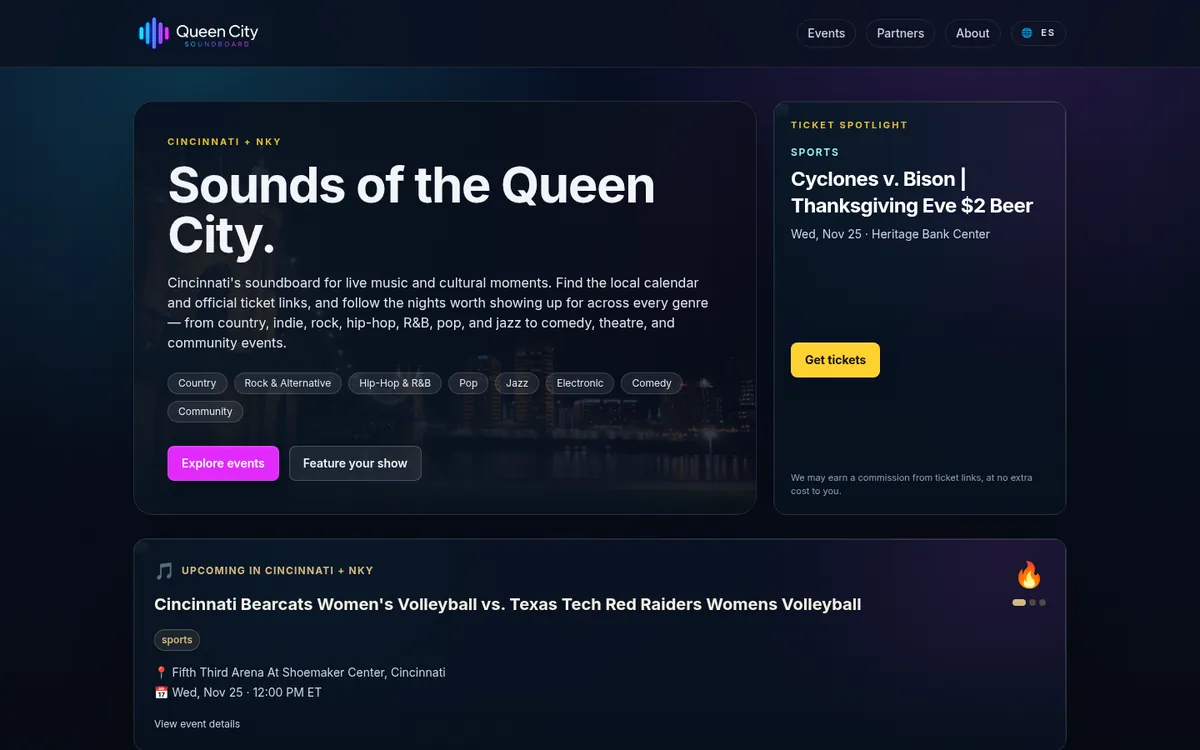 Queen City
SOUNDBOARD
Events
Partners
About
🌐 ES
CINCINNATI + NKY
Sounds of the Queen
City.
Cincinnati's soundboard for live music and cultural moments. Find the local calendar
and official ticket links, and follow the nights worth showing up for across every genre
— from country, indie, rock, hip-hop, R&B, pop, and jazz to comedy, theatre, and
community events.
Country
Rock & Alternative
Hip-Hop & R&B
Pop
Jazz
Electronic
Comedy
Community
Explore events
Feature your show
TICKET SPOTLIGHT
SPORTS
Cyclones v. Bison |
Thanksgiving Eve $2 Beer
Wed, Nov 25 · Heritage Bank Center
Get tickets
We may earn a commission from ticket links, at no extra
cost to you.
🎵 UPCOMING IN CINCINNATI + NKY
🔥
Cincinnati Bearcats Women's Volleyball vs. Texas Tech Red Raiders Womens Volleyball
sports
📍 Fifth Third Arena At Shoemaker Center, Cincinnati
📅 Wed, Nov 25 · 12:00 PM ET
View event details